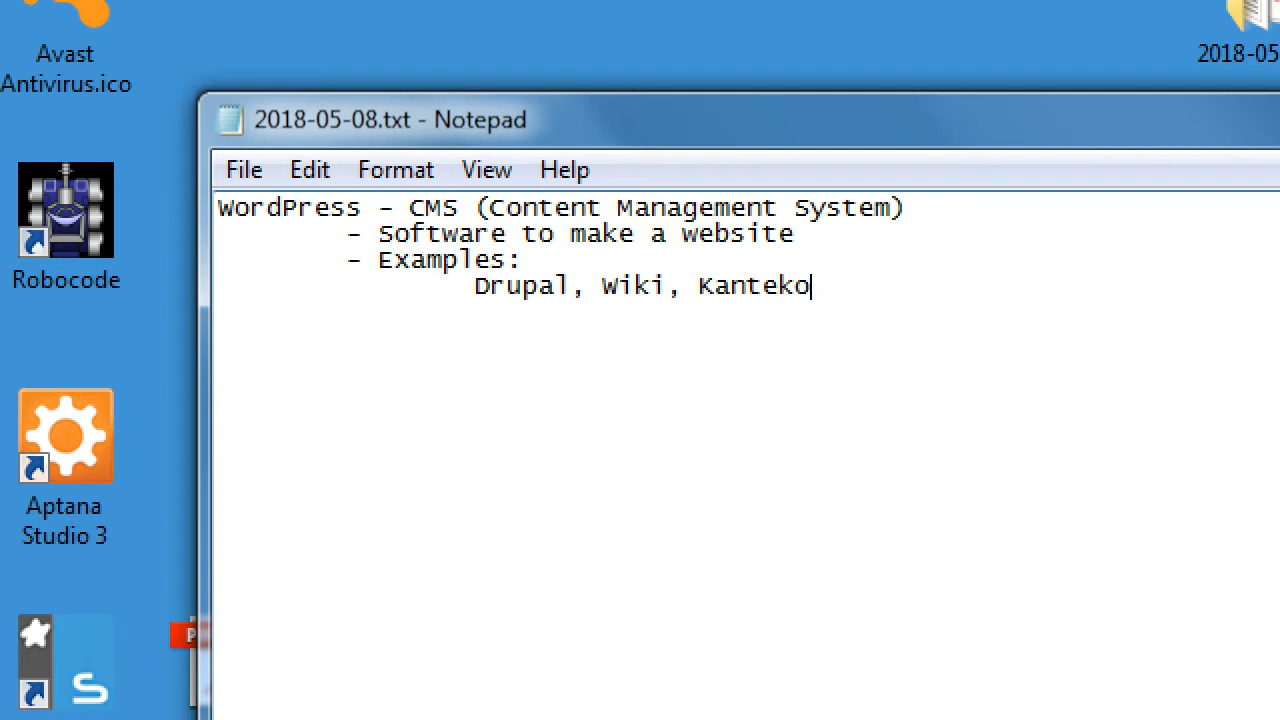 Avast
Antivirus.ico
2018-05
2018-05-08.txt - Notepad
File Edit Format View Help
WordPress - CMS (Content Management System)
- Software to make a website
- Examples:
Drupal, Wiki, Kanteko
Robocode
Aptana
Studio 3
P
S